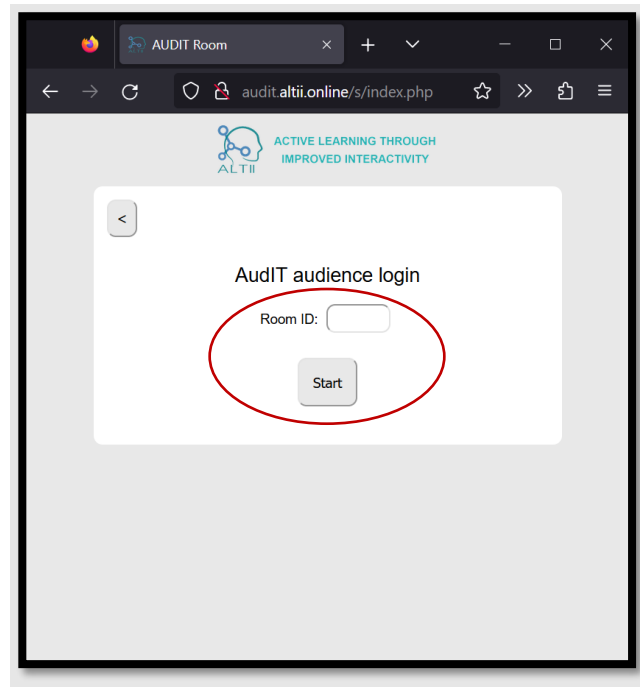 AUDIT Room
audit.altii.online/s/index.php
ALTII
ACTIVE LEARNING THROUGH
IMPROVED INTERACTIVITY
<
AudIT audience login
Room ID:
Start